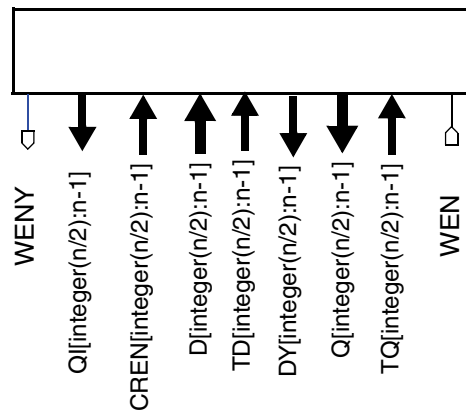 WENY
QI[integer(n/2):n-1]
CREN[integer(n/2):n-1]
D[integer(n/2):n-1]
TD[integer(n/2):n-1]
DY[integer(n/2):n-1]
Q[integer(n/2):n-1]
TQ[integer(n/2):n-1]
WEN